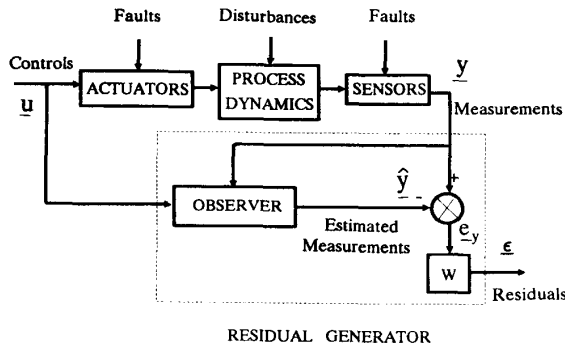 Faults
Disturbances
Faults
Controls
u
ACTUATORS
PROCESS
DYNAMICS
SENSORS
y
Measurements
OBSERVER
ŷ
-
+
Estimated
Measurements
e_y
W
ϵ
Residuals
RESIDUAL GENERATOR